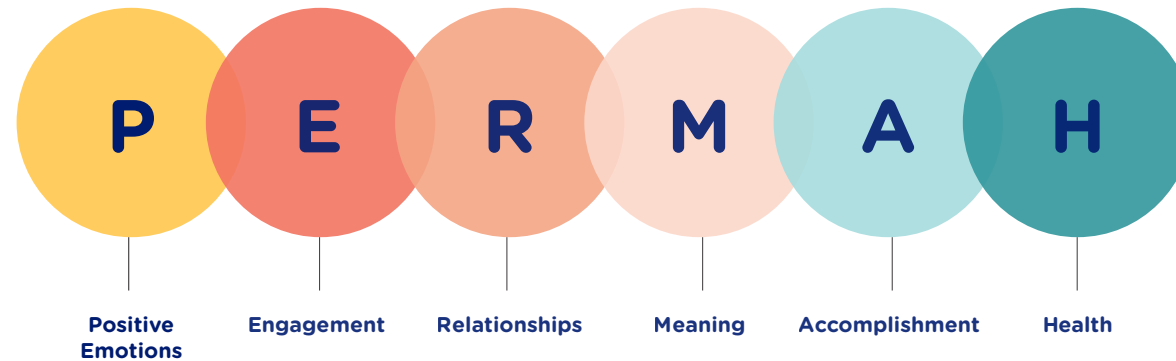 P E R M A H
Positive
Emotions
Engagement
Relationships
Meaning
Accomplishment
Health